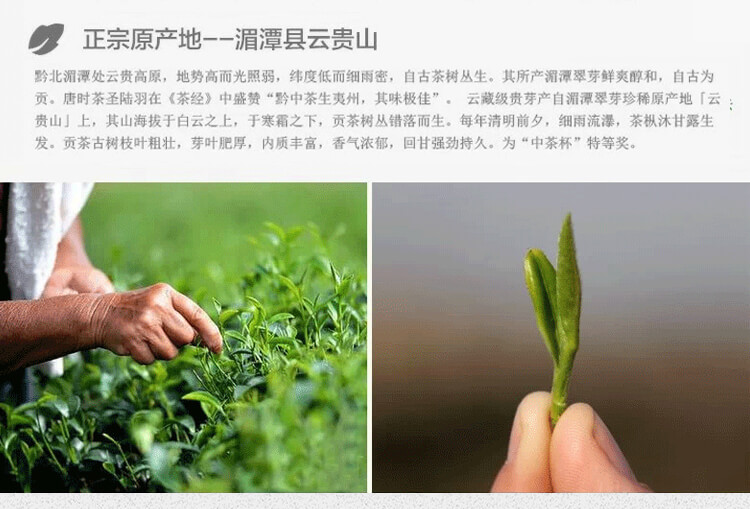 正宗原产地--湄潭县云贵山
黔北湄潭处云贵高原，地势高而光照弱，纬度低而细雨密，自古茶树丛生。其所产湄潭翠芽鲜爽醇和，自古为
贡。唐时茶圣陆羽在《茶经》中盛赞“黔中茶生夷州，其味极佳”。 云藏级贵芽产自湄潭翠芽珍稀原产地「云
贵山」上，其山海拔于白云之上，于寒霜之下，贡茶树丛错落而生。每年清明前夕，细雨流瀑，茶枞沐甘露生
发。贡茶古树枝叶粗壮，芽叶肥厚，内质丰富，香气浓郁，回甘强劲持久。为“中茶杯”特等奖。